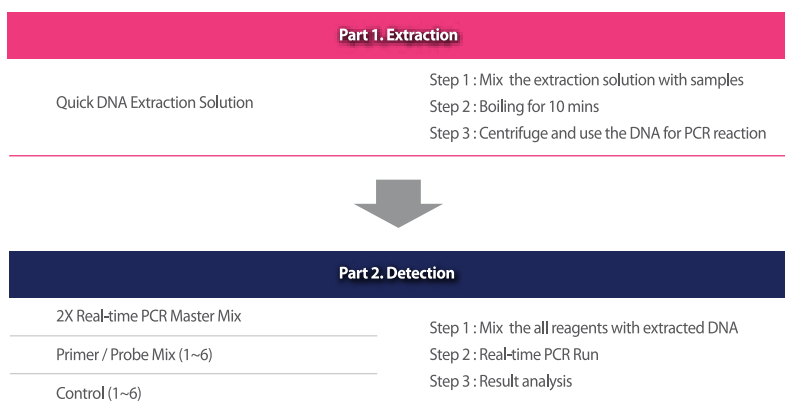 Part 1. Extraction
Quick DNA Extraction Solution
Step 1 : Mix the extraction solution with samples
Step 2 : Boiling for 10 mins
Step 3 : Centrifuge and use the DNA for PCR reaction
Part 2. Detection
2X Real-time PCR Master Mix
Primer / Probe Mix (1~6)
Control (1~6)
Step 1 : Mix the all reagents with extracted DNA
Step 2 : Real-time PCR Run
Step 3 : Result analysis